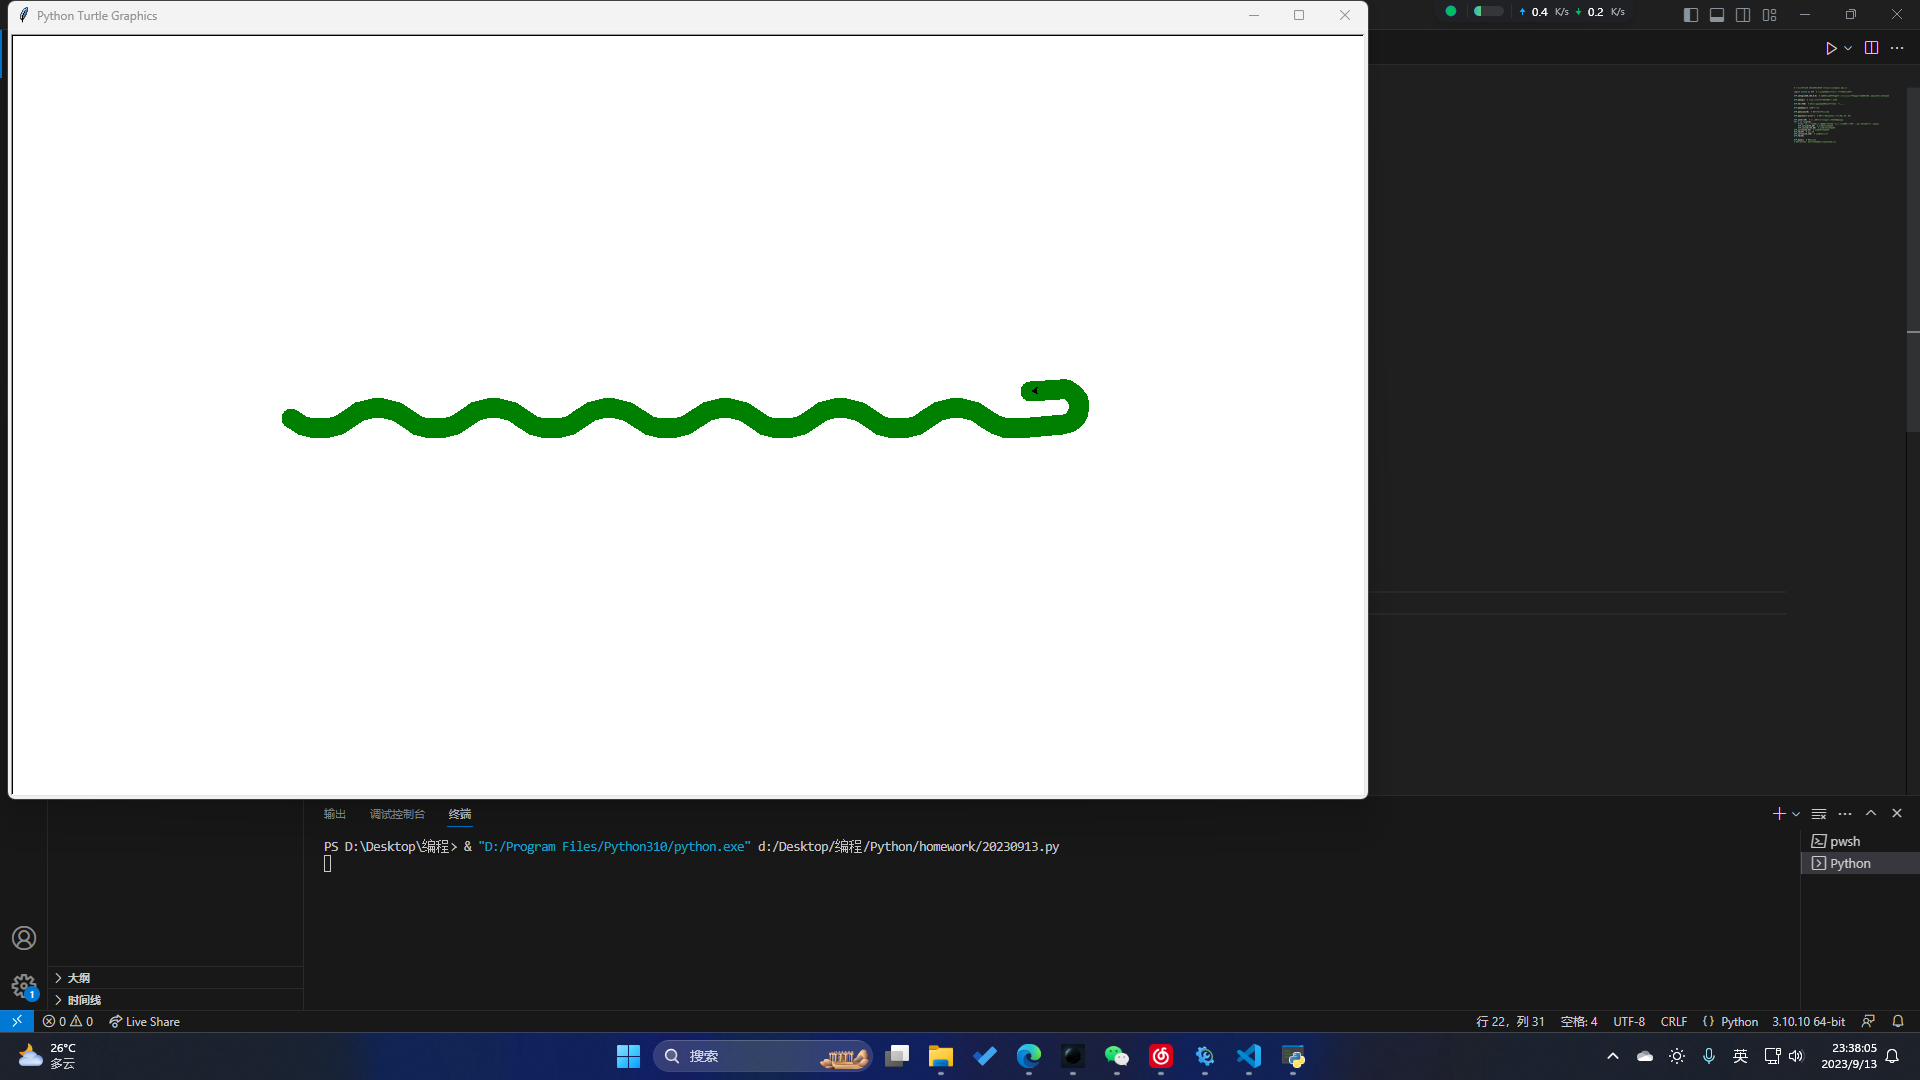 Python Turtle Graphics
0.4 K/s 0.2 K/s
输出 调试控制台 终端
PS D:\Desktop\编程> & "D:/Program Files/Python310/python.exe" d:/Desktop/编程/Python/homework/20230913.py
pwsh
Python
大纲
1
时间线
0 0 Live Share
行 22，列 31 空格: 4 UTF-8 CRLF Python 3.10.10 64-bit
26°C
多云
搜索
英
23:38:05
2023/9/13